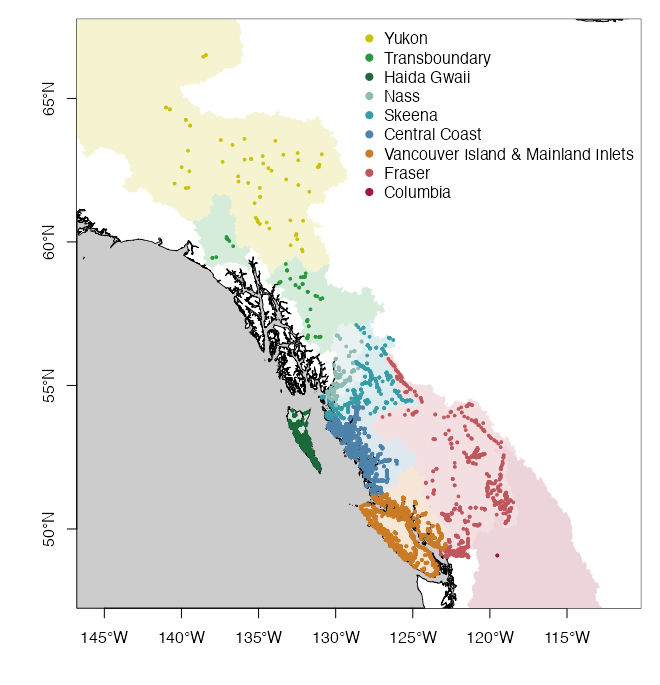 Yukon
Transboundary
Haida Gwaii
Nass
Skeena
Central Coast
Vancouver Island & Mainland Inlets
Fraser
Columbia
65°N
60°N
55°N
50°N
145°W 140°W 135°W 130°W 125°W 120°W 115°W